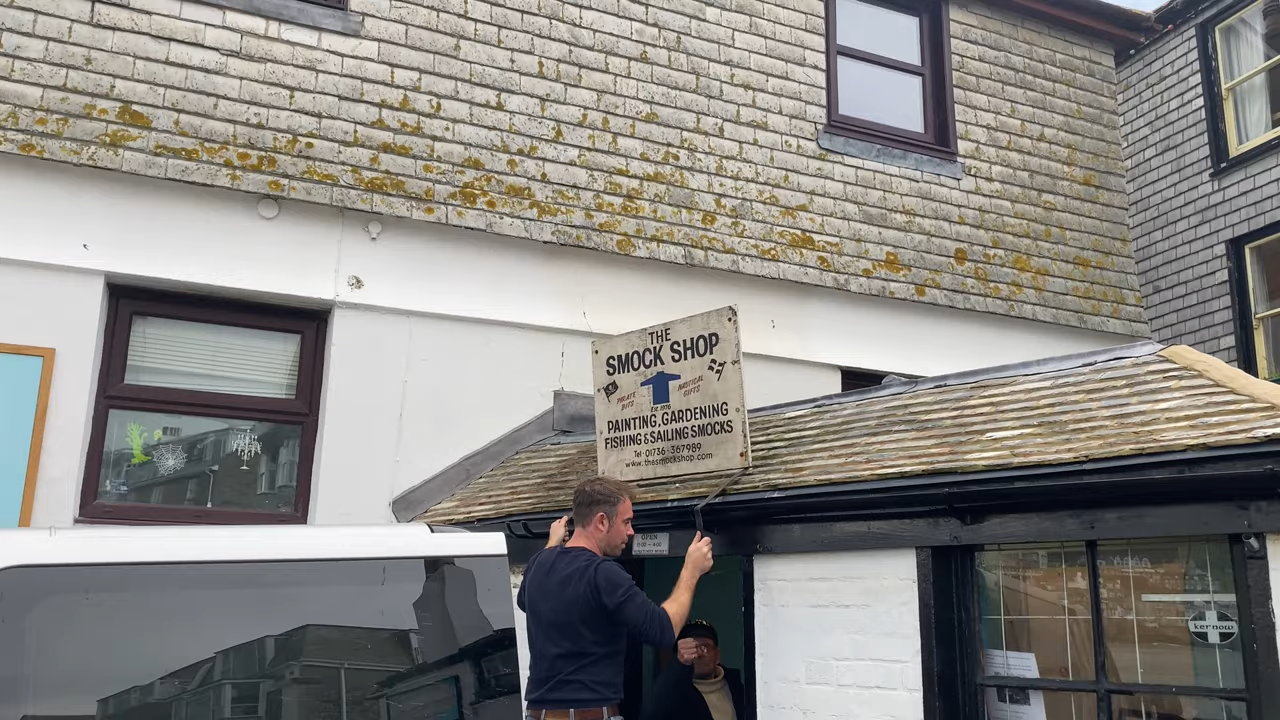 THE
SMOCK SHOP
PIRATE
BITS
NAUTICAL
GIFTS
Est 1976
PAINTING, GARDENING
FISHING & SAILING SMOCKS
Tel: 01736-367989
www.thesmockshop.com
OPEN
kernow